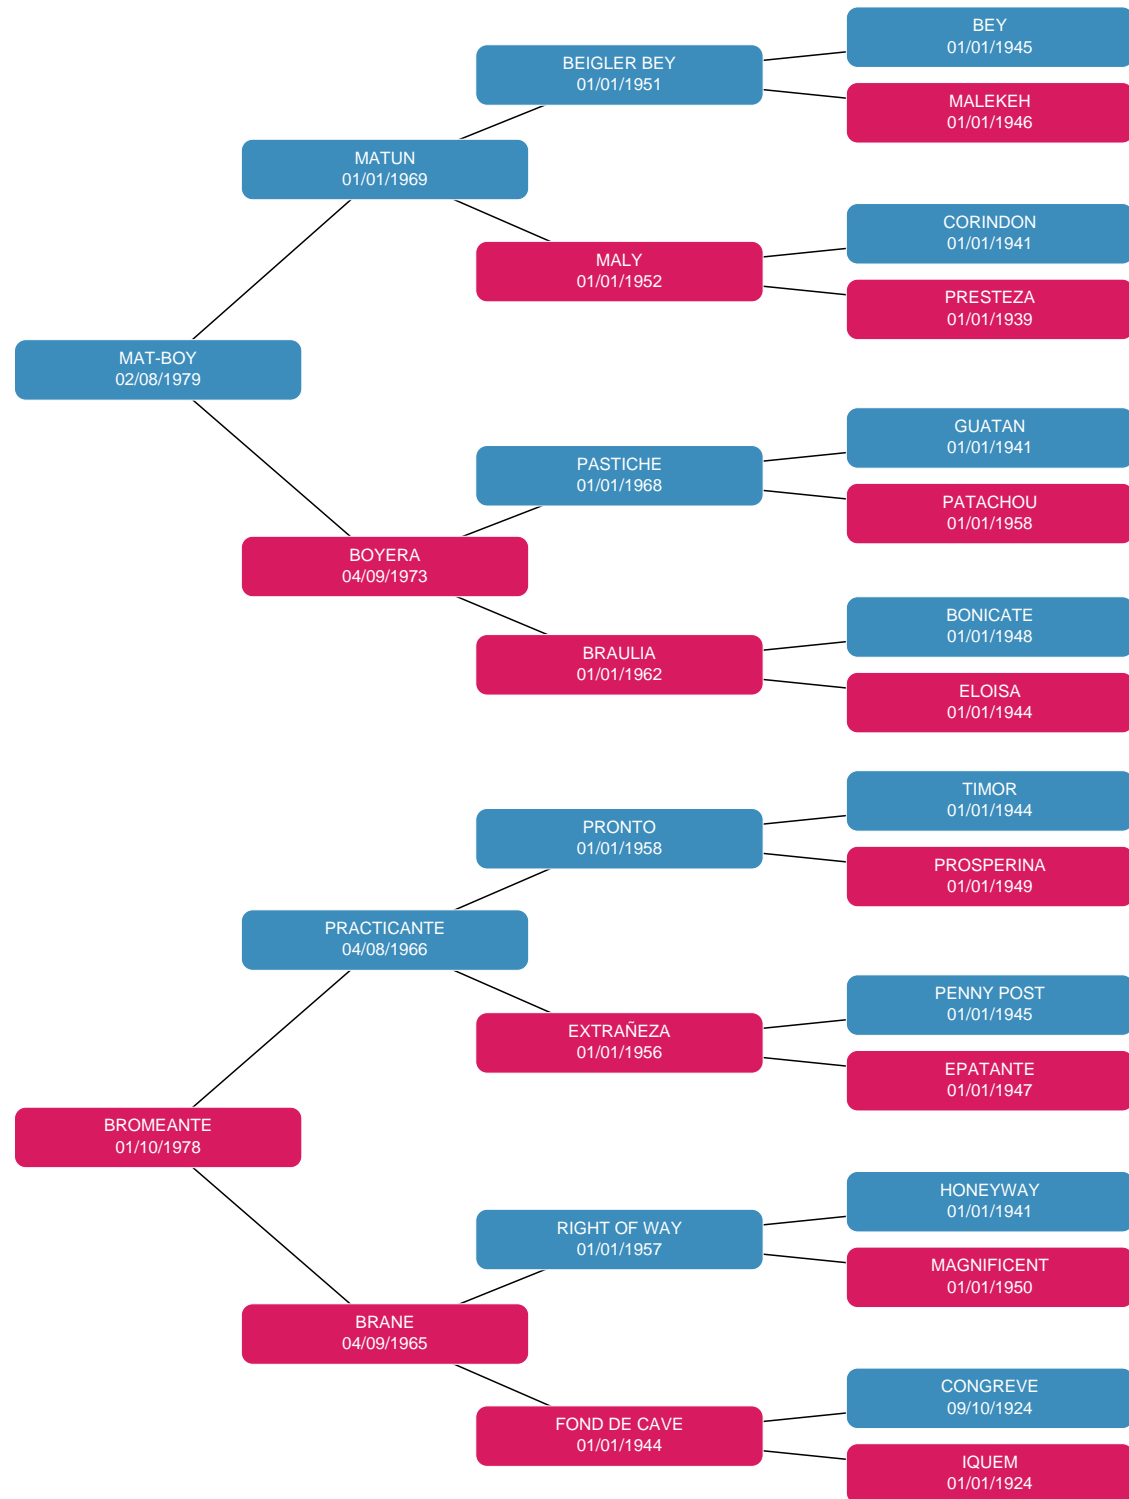 BEY
01/01/1945
BEIGLER BEY
01/01/1951
MALEKEH
01/01/1946
MATUN
01/01/1969
CORINDON
01/01/1941
MALY
01/01/1952
PRESTEZA
01/01/1939
MAT-BOY
02/08/1979
GUATAN
01/01/1941
PASTICHE
01/01/1968
PATACHOU
01/01/1958
BOYERA
04/09/1973
BONICATE
01/01/1948
BRAULIA
01/01/1962
ELOISA
01/01/1944
TIMOR
01/01/1944
PRONTO
01/01/1958
PROSPERINA
01/01/1949
PRACTICANTE
04/08/1966
PENNY POST
01/01/1945
EXTRAÑEZA
01/01/1956
EPATANTE
01/01/1947
BROMEANTE
01/10/1978
HONEYWAY
01/01/1941
RIGHT OF WAY
01/01/1957
MAGNIFICENT
01/01/1950
BRANE
04/09/1965
CONGREVE
09/10/1924
FOND DE CAVE
01/01/1944
IQUEM
01/01/1924